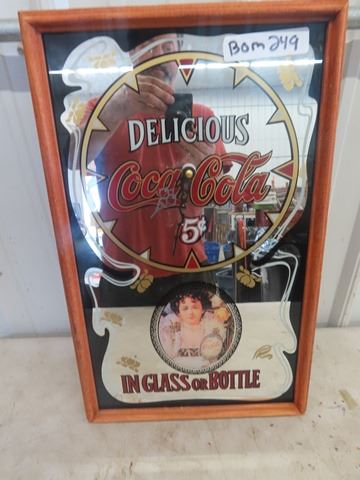 Bom 249
DELICIOUS
Coca-Cola
5¢
IN GLASS OR BOTTLE